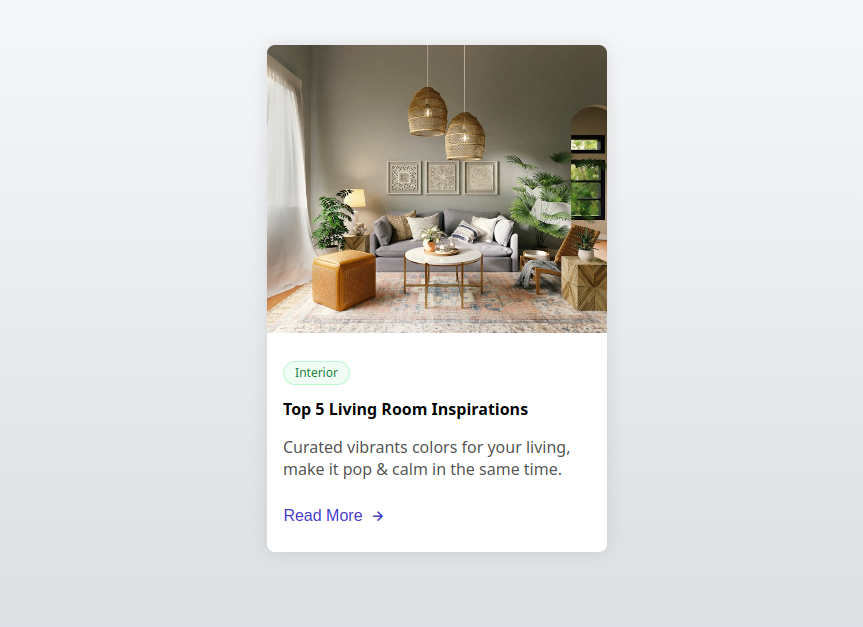 Interior
Top 5 Living Room Inspirations
Curated vibrants colors for your living,
make it pop & calm in the same time.
Read More →